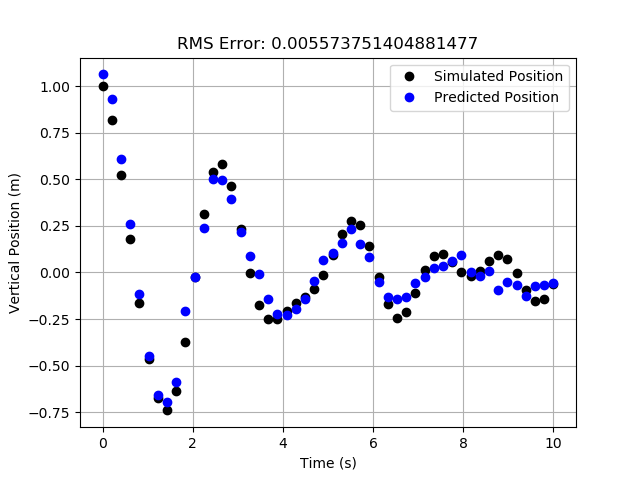 RMS Error: 0.005573751404881477
Simulated Position
Predicted Position
1.00
0.75
0.50
0.25
0.00
−0.25
−0.50
−0.75
Vertical Position (m)
0 2 4 6 8 10
Time (s)